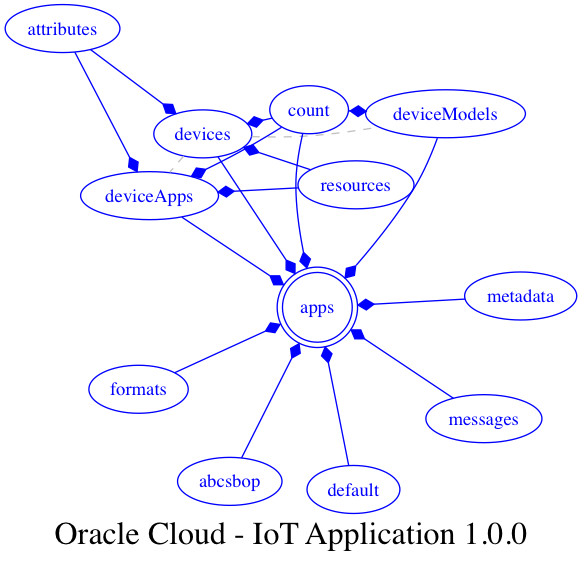 attributes
count
deviceModels
devices
resources
deviceApps
metadata
apps
formats
messages
abcsbop
default
Oracle Cloud - IoT Application 1.0.0